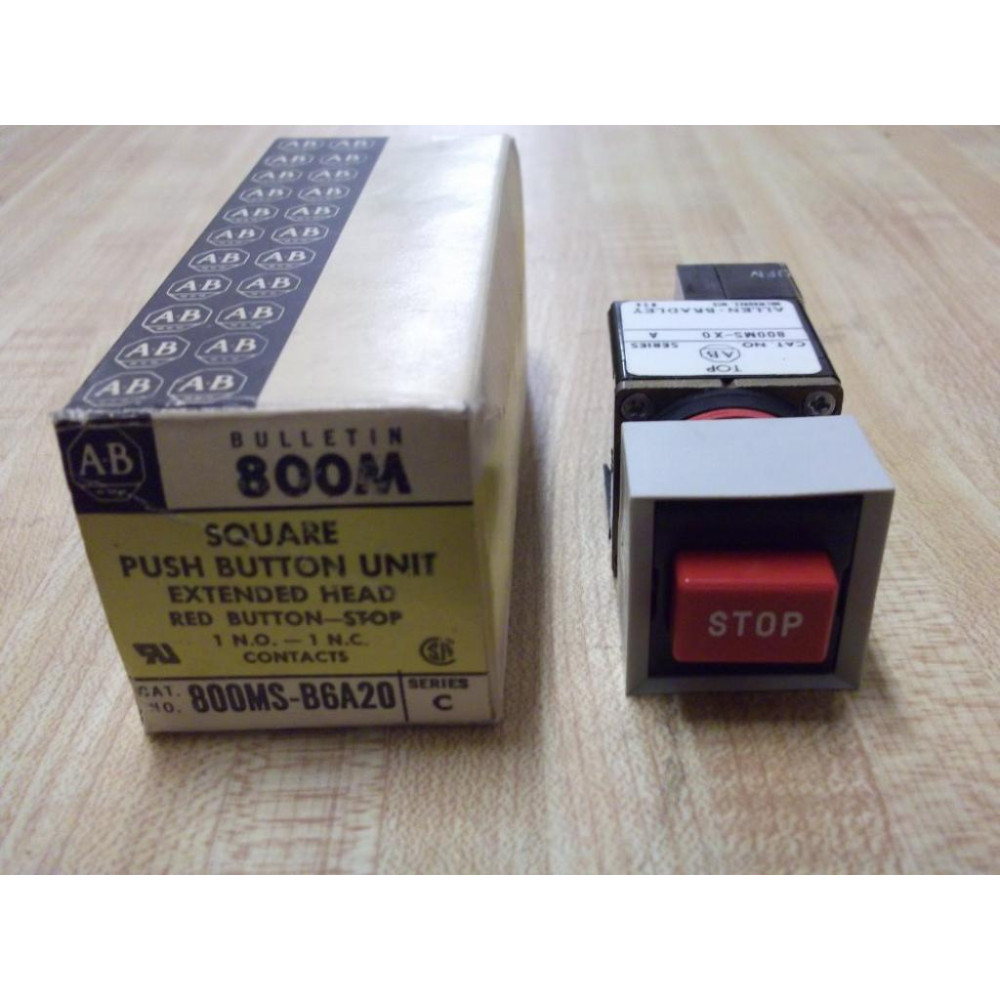 AB AB
AB AB
AB AB
AB AB
AB AB
AB AB
AB AB
AB AB
AB AB
AB AB
AB AB
A-B
BULLETIN
800M
SQUARE
PUSH BUTTON UNIT
EXTENDED HEAD
RED BUTTON—STOP
1 N.O. — 1 N.C.
CONTACTS
CAT. NO. 800MS-B6A20
SERIES
C
TOP
AB
CAT. NO. SERIES
800MS-X0 A
ALLEN-BRADLEY
STOP